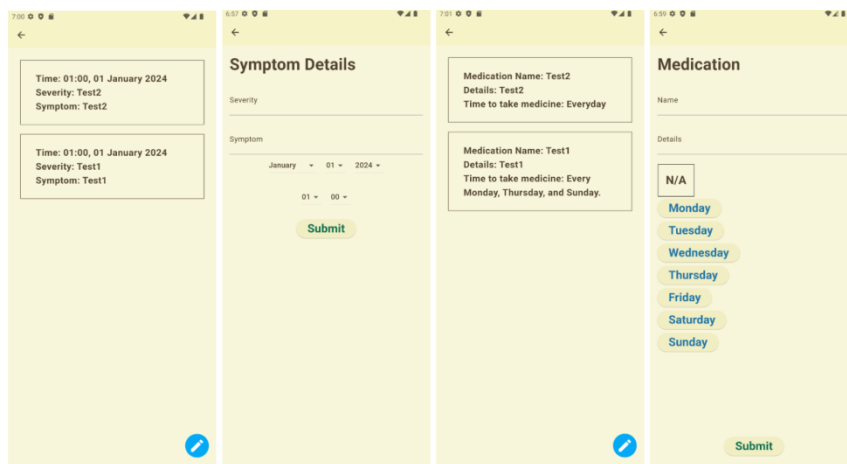 7:00
Time: 01:00, 01 January 2024
Severity: Test2
Symptom: Test2
Time: 01:00, 01 January 2024
Severity: Test1
Symptom: Test1
6:57
Symptom Details
Severity
Symptom
January 01 2024
01 00
Submit
7:01
Medication Name: Test2
Details: Test2
Time to take medicine: Everyday
Medication Name: Test1
Details: Test1
Time to take medicine: Every
Monday, Thursday, and Sunday.
6:59
Medication
Name
Details
N/A
Monday
Tuesday
Wednesday
Thursday
Friday
Saturday
Sunday
Submit